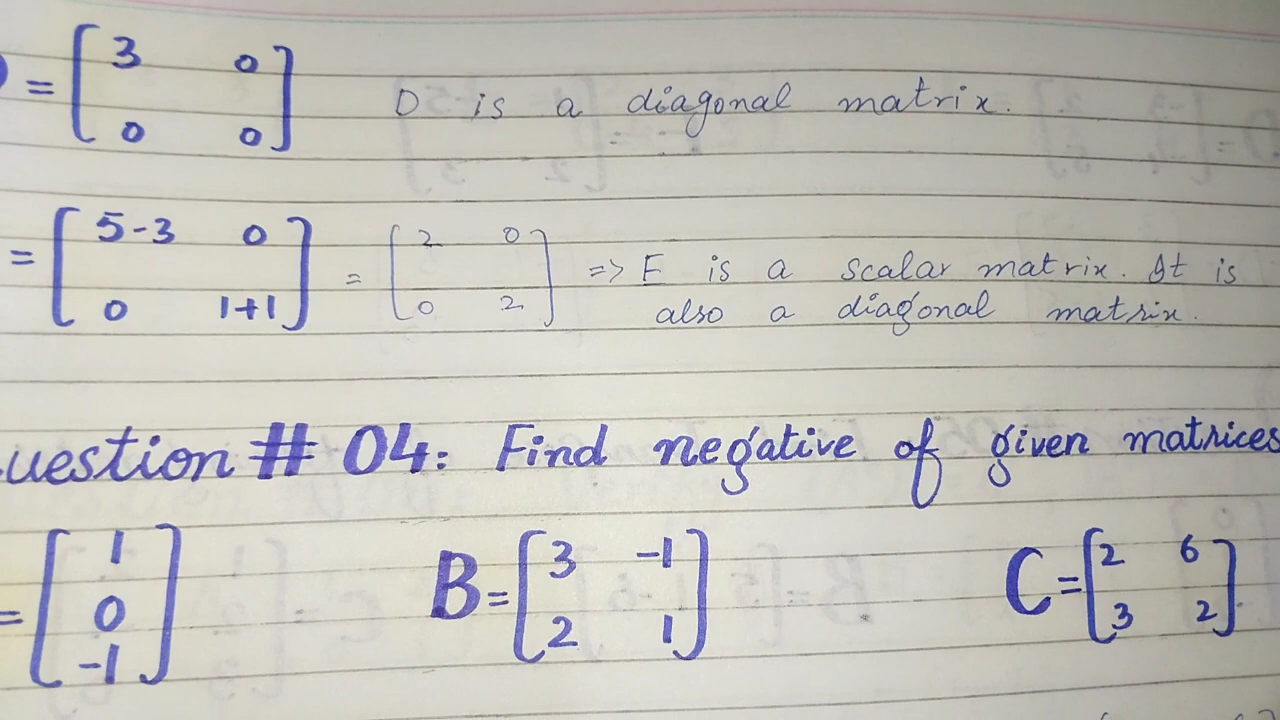 = [ 3 0
0 0 ] D is a diagonal matrix.
= [ 5-3 0
0 1+1 ] = [ 2 0
0 2 ] => E is a scalar matrix. It is
also a diagonal matrix.
uestion # 04: Find negative of given matrices
= [ 1
0
-1 ] B = [ 3 -1
2 1 ] C = [ 2 6
3 2 ]